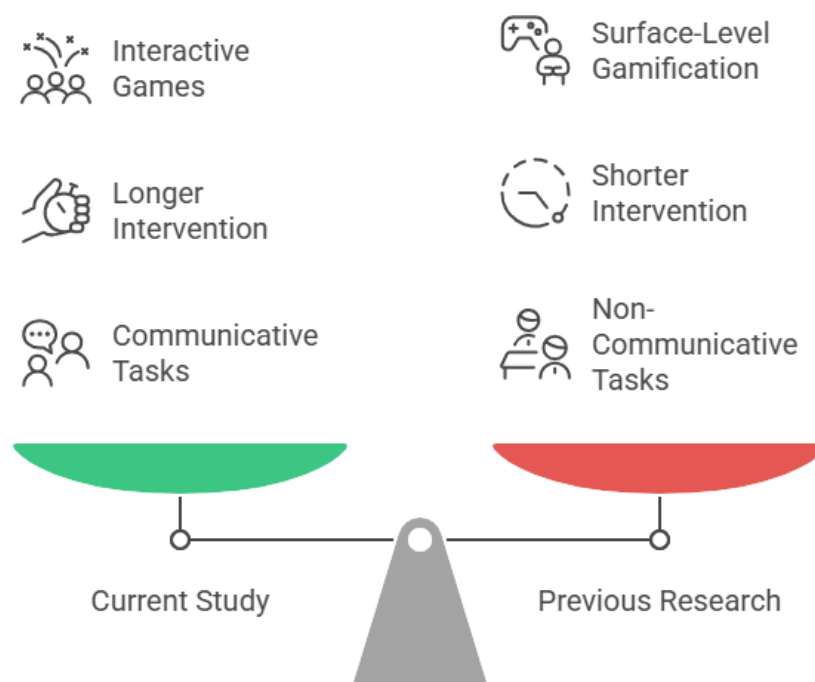 Interactive
Games
Longer
Intervention
Communicative
Tasks
Current Study
Surface-Level
Gamification
Shorter
Intervention
Non-
Communicative
Tasks
Previous Research